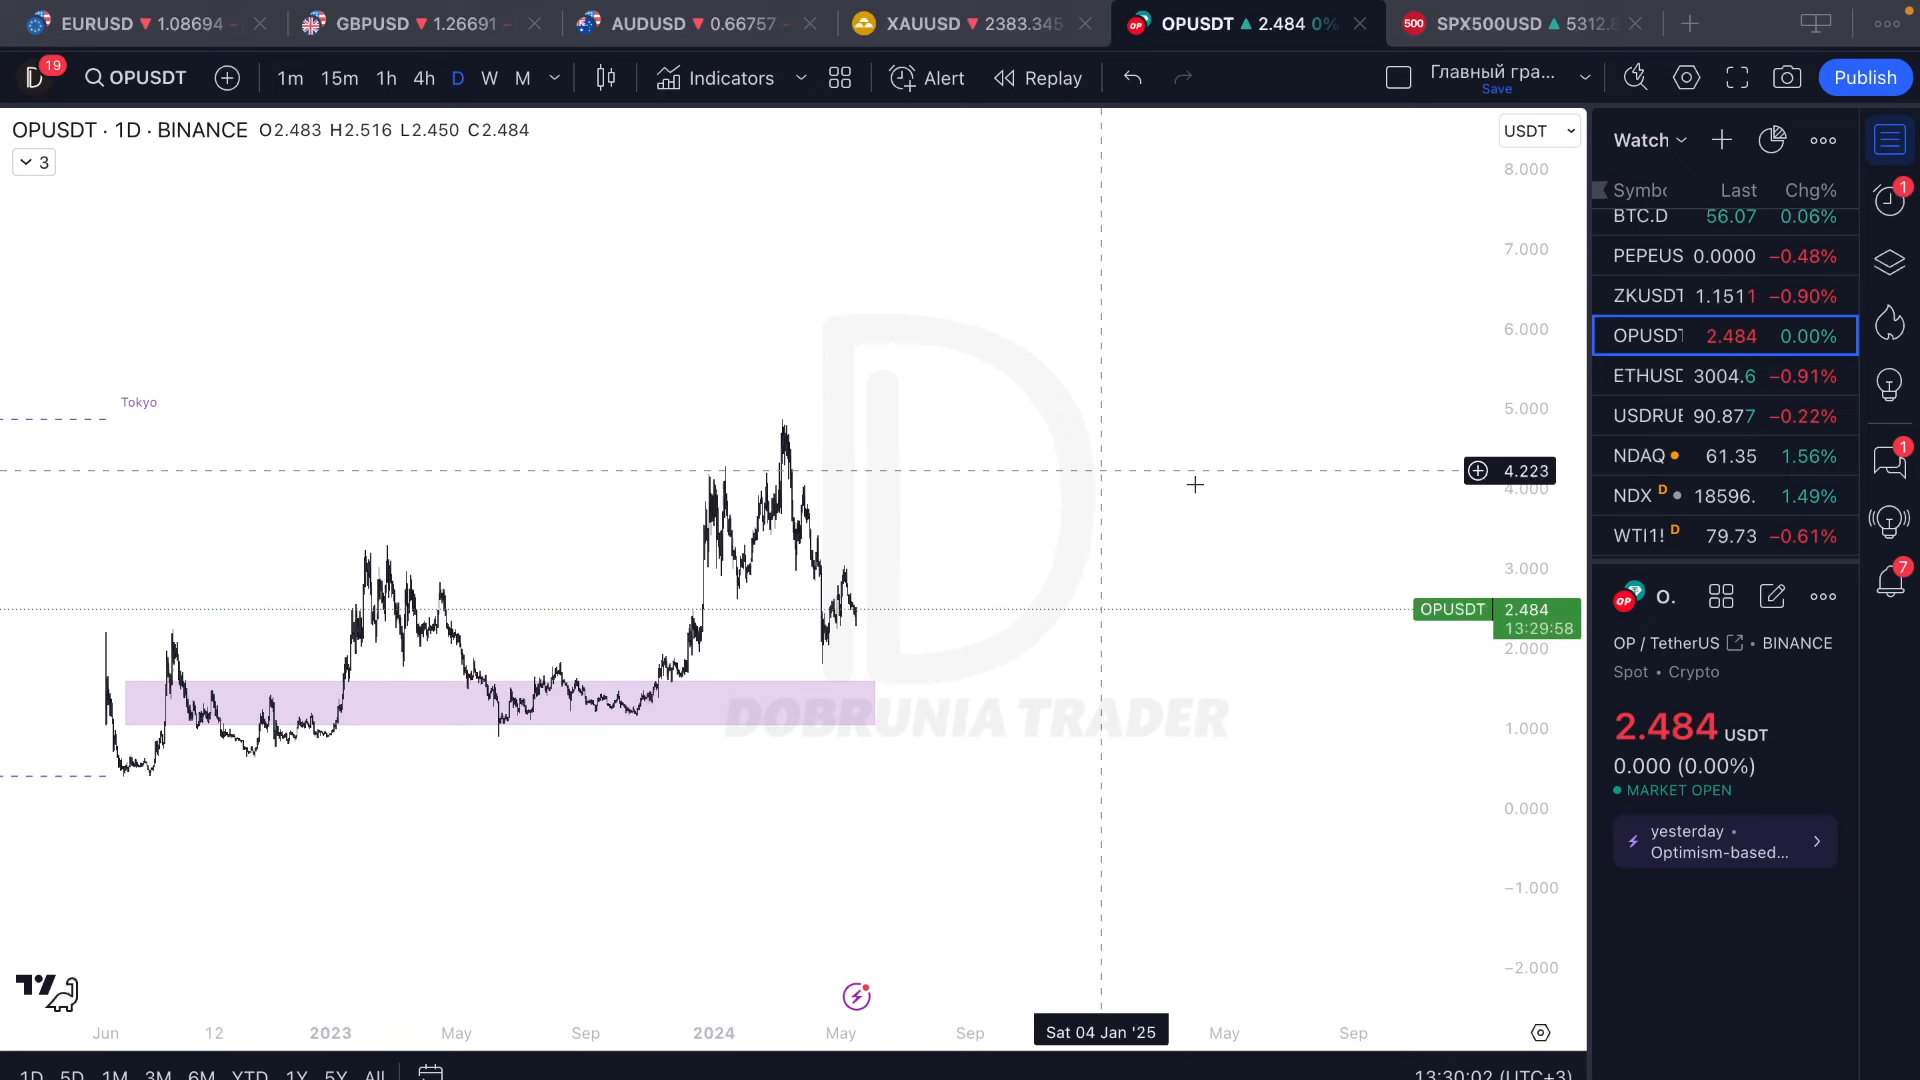 EURUSD 1.08694
GBPUSD 1.26691
AUDUSD 0.66757
XAUUSD 2383.345
OPUSDT 2.484 0%
500 SPX500USD 5312.8
19
OPUSDT
1m 15m 1h 4h D W M
Indicators
Alert
Replay
Главный гра...
Save
Publish
OPUSDT · 1D · BINANCE O2.483 H2.516 L2.450 C2.484
3
USDT
8.000
7.000
6.000
5.000
4.223
4.000
3.000
OPUSDT 2.484
13:29:58
2.000
1.000
0.000
−1.000
−2.000
Tokyo
DOBRUNIA TRADER
Jun 12 2023 May Sep 2024 May Sep Sat 04 Jan '25 May Sep
1D 5D 1M 3M 6M YTD 1Y 5Y All
13:30:02 (UTC+3)
Watch
Symbo Last Chg%
BTC.D 56.07 0.06%
PEPEUS 0.0000 −0.48%
ZKUSDT 1.1511 −0.90%
OPUSDT 2.484 0.00%
ETHUSD 3004.6 −0.91%
USDRUB 90.877 −0.22%
NDAQ 61.35 1.56%
NDX D 18596. 1.49%
WTI1! D 79.73 −0.61%
OP O.
OP / TetherUS • BINANCE
Spot • Crypto
2.484 USDT
0.000 (0.00%)
MARKET OPEN
yesterday •
Optimism-based...
1
1
7